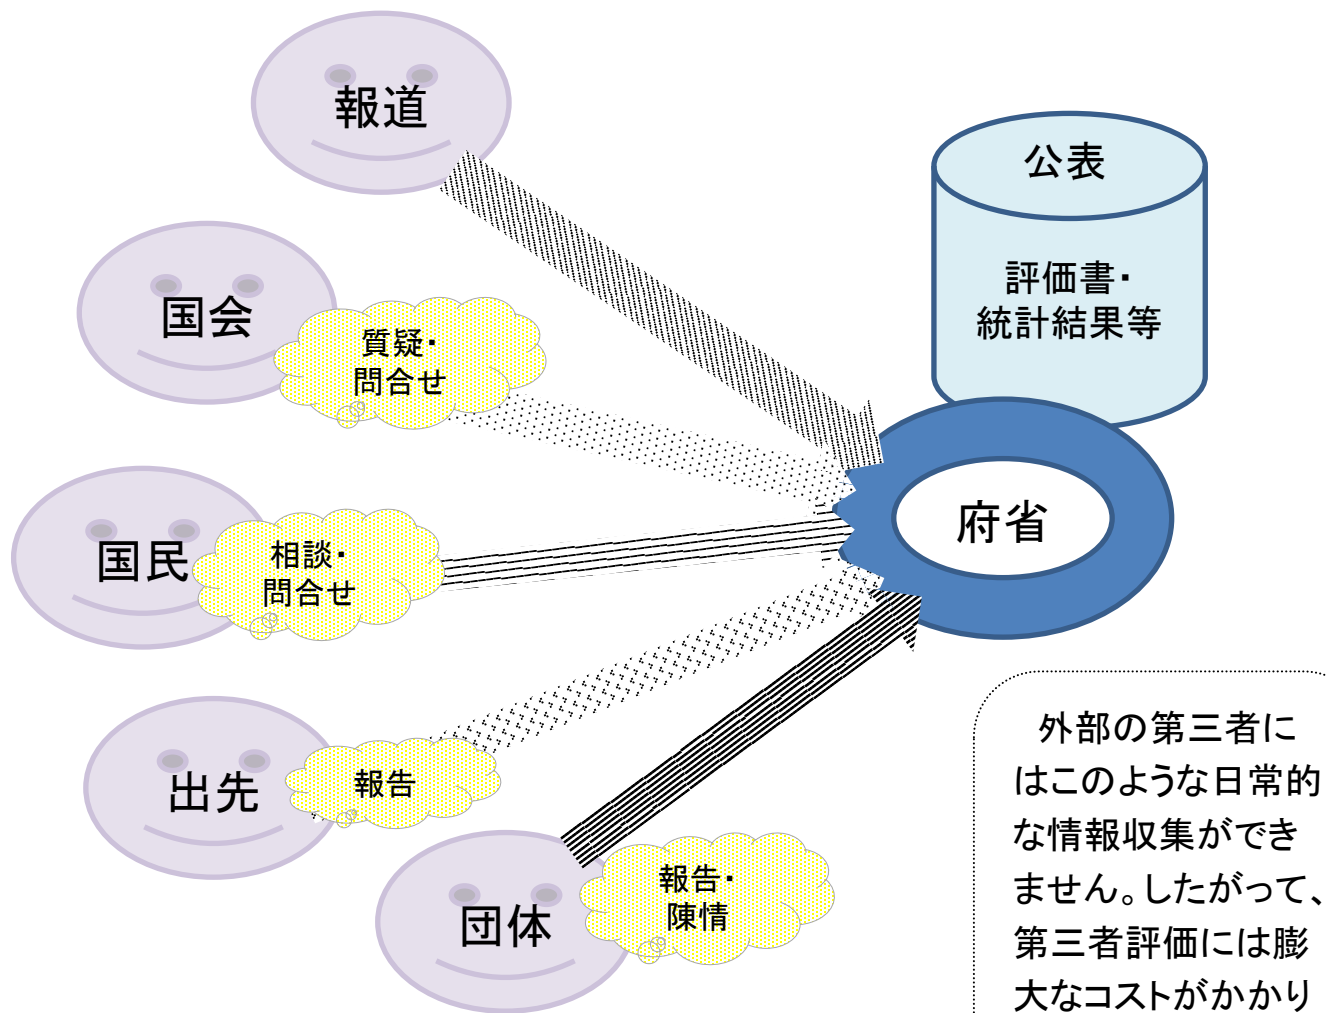 報道
国会
質疑・
問合せ
国民
相談・
問合せ
出先
報告
団体
報告・
陳情
公表
評価書・
統計結果等
府省
外部の第三者に
はこのような日常的
な情報収集ができ
ません。したがって、
第三者評価には膨
大なコストがかかり